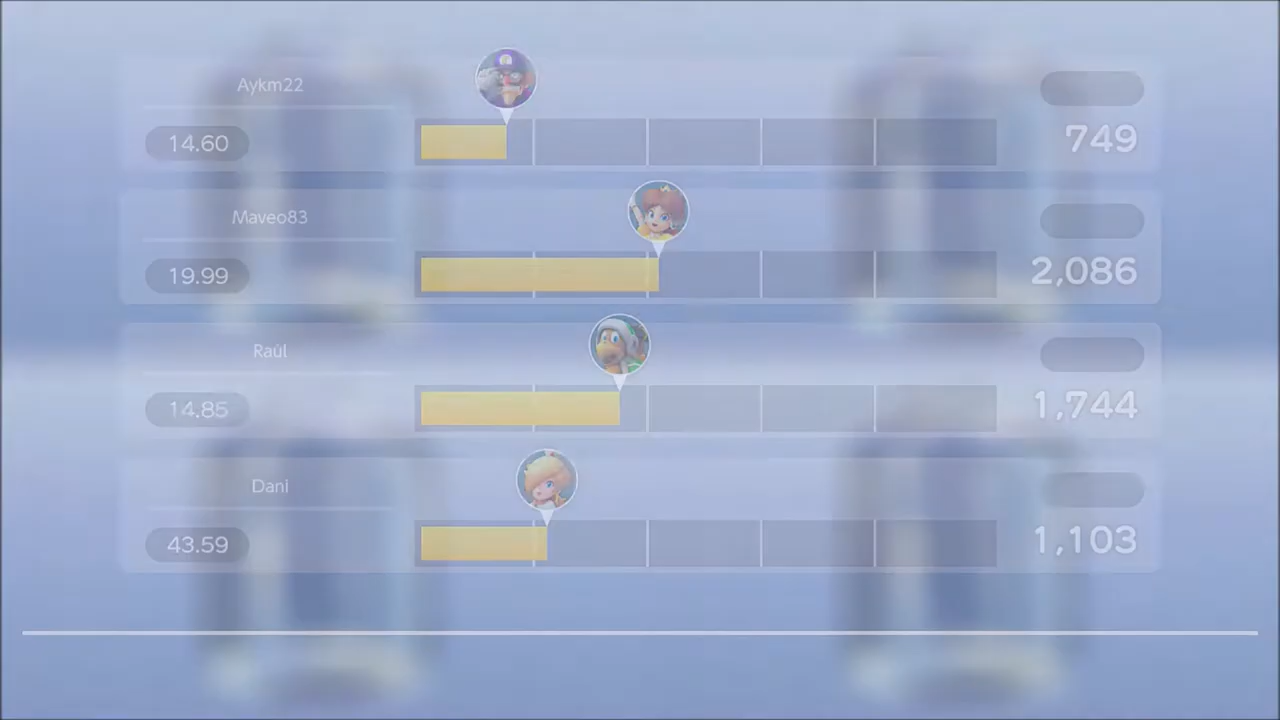 Aykm22
14.60
749
Maveo83
19.99
2,086
Raúl
14.85
1,744
Dani
43.59
1,103